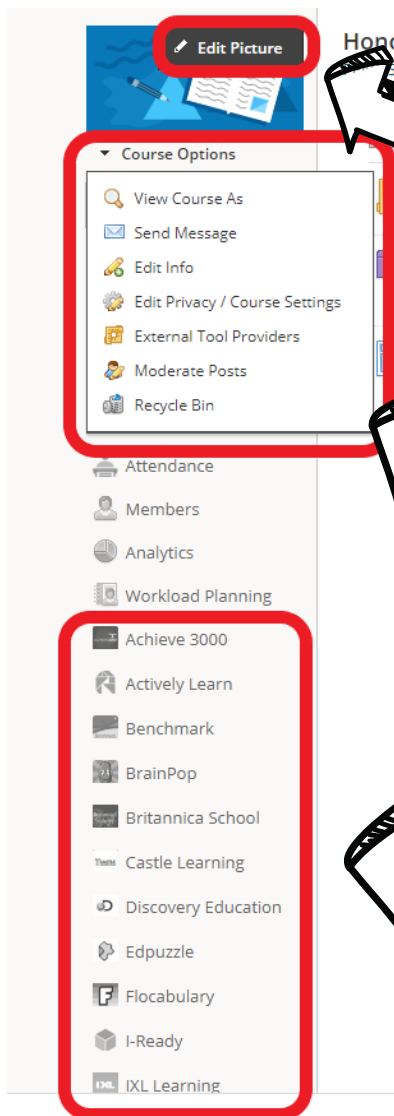 Edit Picture
Course Options
View Course As
Send Message
Edit Info
Edit Privacy / Course Settings
External Tool Providers
Moderate Posts
Recycle Bin
Attendance
Members
Analytics
Workload Planning
Achieve 3000
Actively Learn
Benchmark
BrainPop
Britannica School
Castle Learning
Discovery Education
Edpuzzle
Flocabulary
I-Ready
IXL Learning